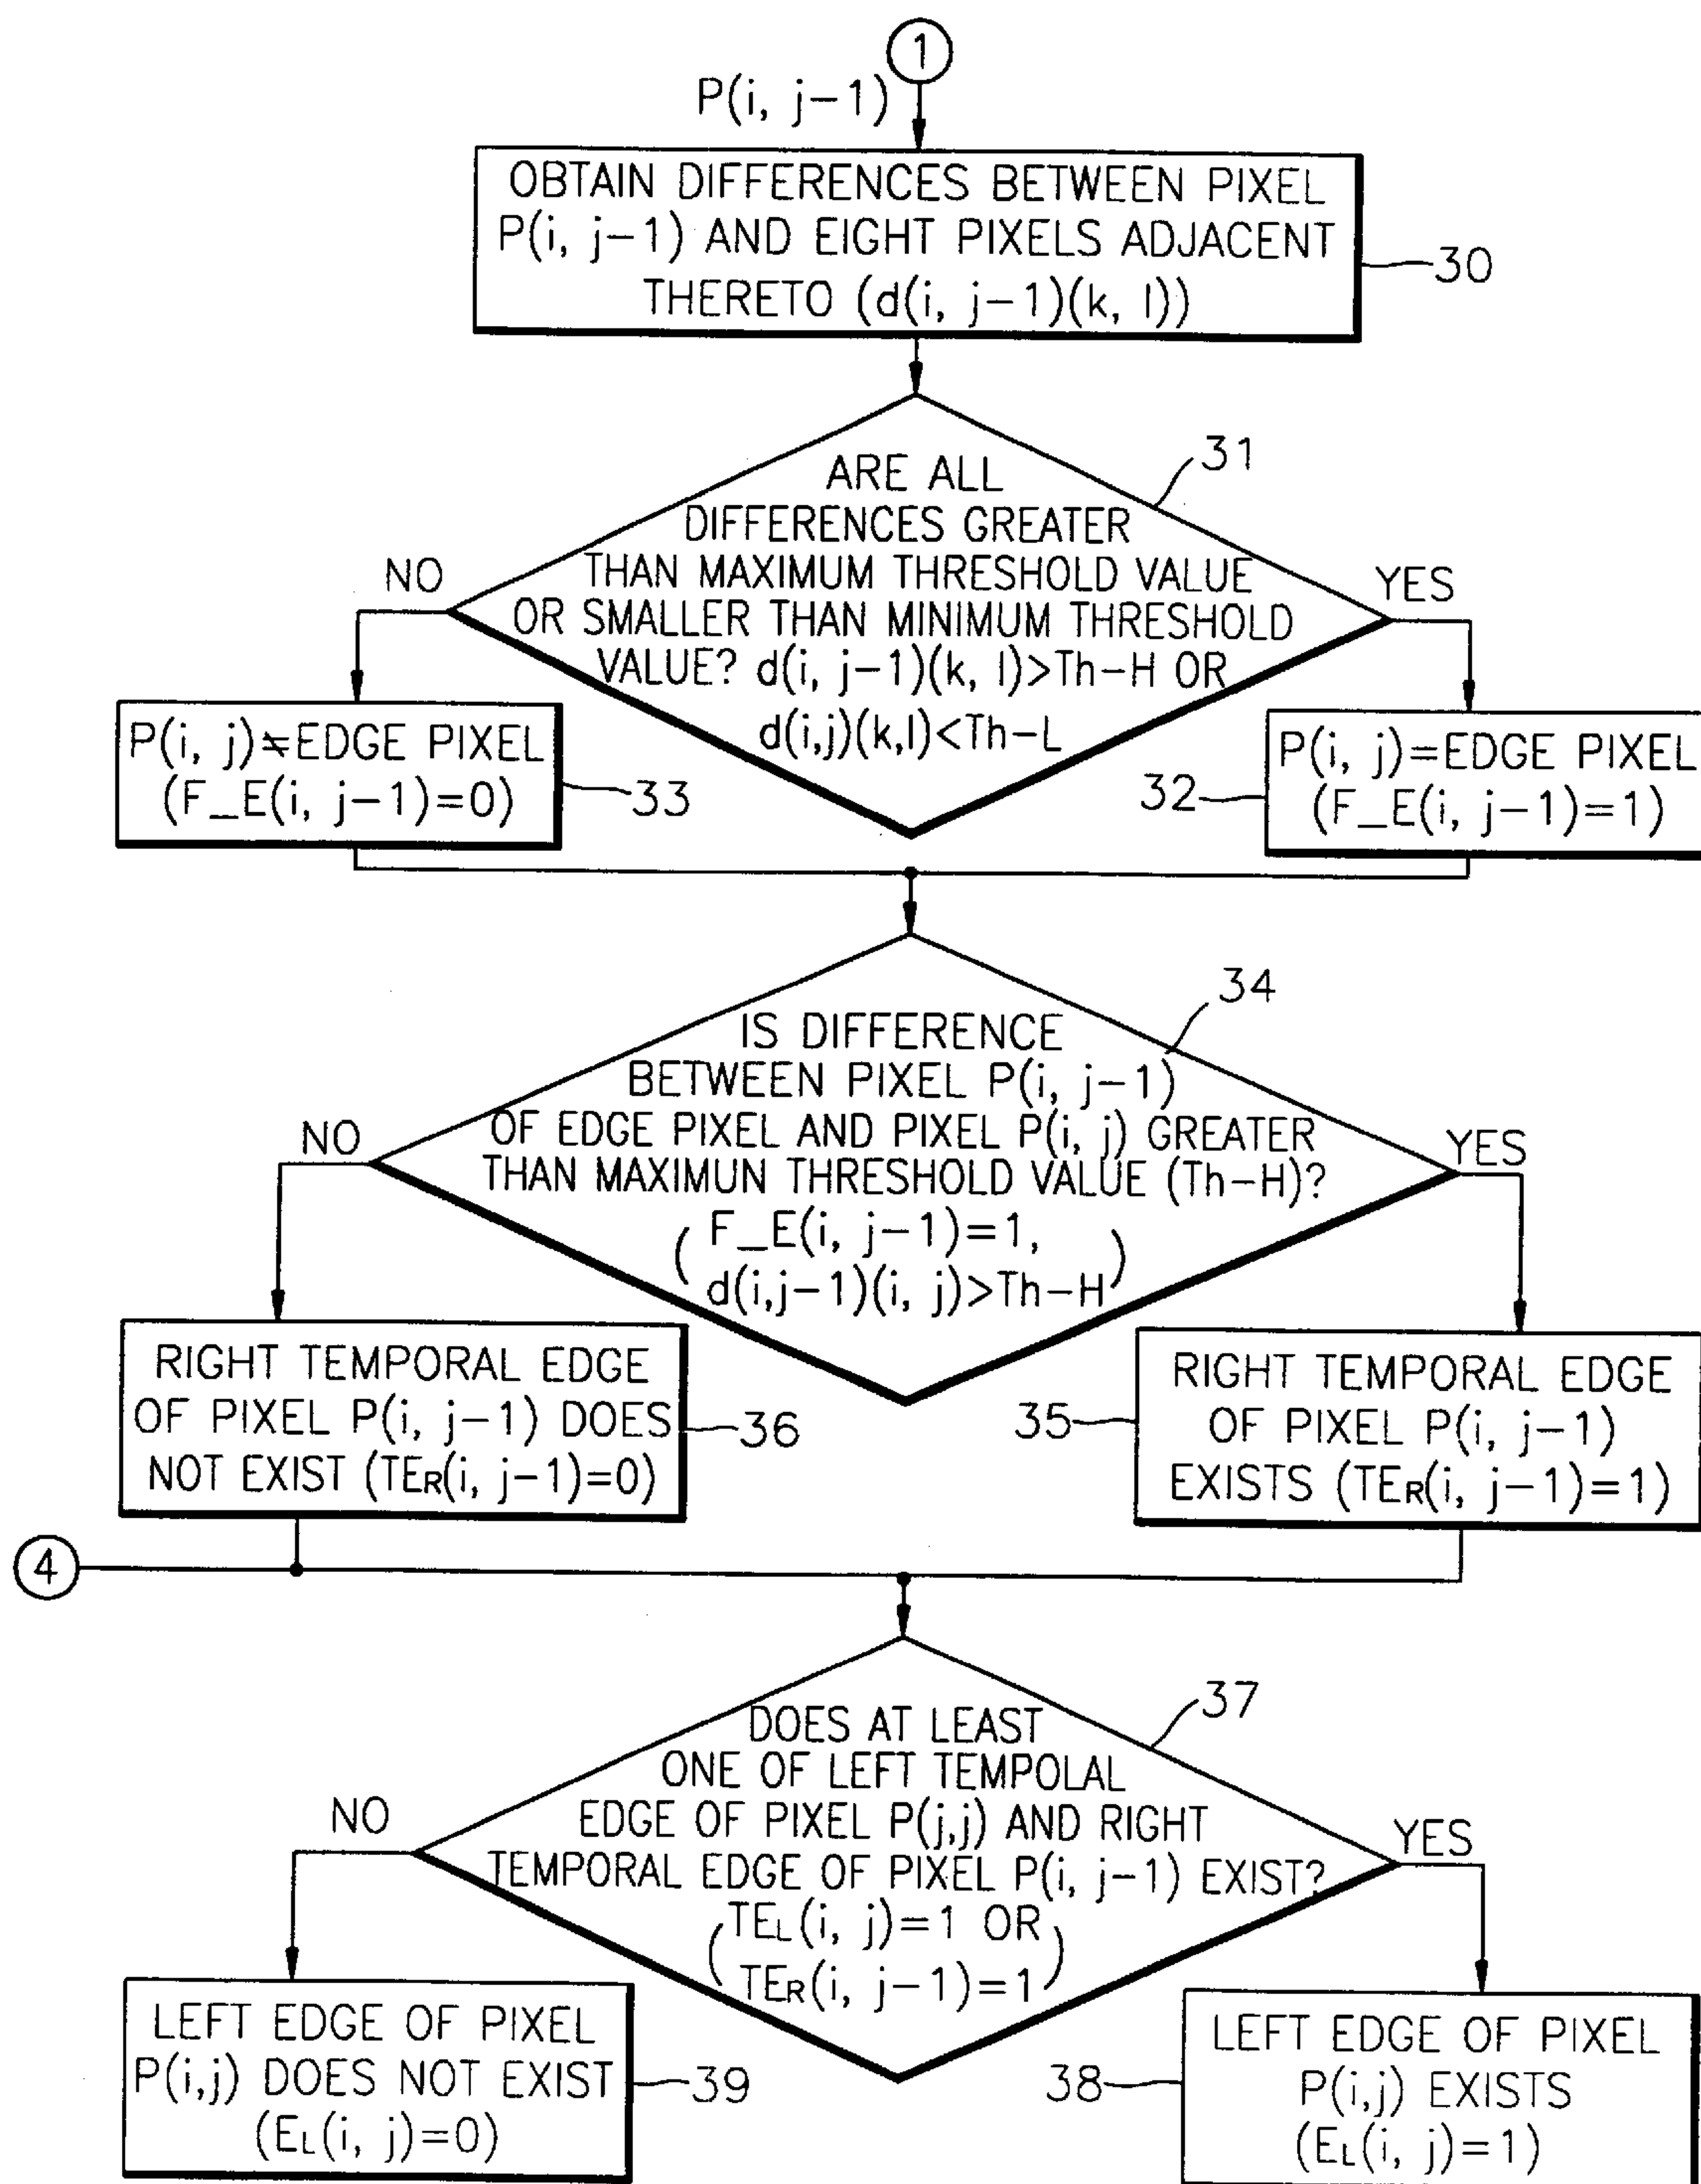 1
P(i, j−1)
OBTAIN DIFFERENCES BETWEEN PIXEL
P(i, j−1) AND EIGHT PIXELS ADJACENT
THERETO (d(i, j−1)(k, l))
30
31
ARE ALL
DIFFERENCES GREATER
THAN MAXIMUM THRESHOLD VALUE
OR SMALLER THAN MINIMUM THRESHOLD
VALUE? d(i, j−1)(k, l)>Th−H OR
d(i,j)(k,l)<Th−L
NO
YES
P(i, j)≠EDGE PIXEL
(F_E(i, j−1)=0)
33
32
P(i, j)=EDGE PIXEL
(F_E(i, j−1)=1)
34
IS DIFFERENCE
BETWEEN PIXEL P(i, j−1)
OF EDGE PIXEL AND PIXEL P(i, j) GREATER
THAN MAXIMUN THRESHOLD VALUE (Th−H)?
(F_E(i, j−1)=1,
d(i,j−1)(i, j)>Th−H)
NO
YES
RIGHT TEMPORAL EDGE
OF PIXEL P(i, j−1) DOES
NOT EXIST (TER(i, j−1)=0)
36
35
RIGHT TEMPORAL EDGE
OF PIXEL P(i, j−1)
EXISTS (TER(i, j−1)=1)
4
37
DOES AT LEAST
ONE OF LEFT TEMPOLAL
EDGE OF PIXEL P(j,j) AND RIGHT
TEMPORAL EDGE OF PIXEL P(i, j−1) EXIST?
(TEL(i, j)=1 OR
TER(i, j−1)=1)
NO
YES
LEFT EDGE OF PIXEL
P(i,j) DOES NOT EXIST
(EL(i, j)=0)
39
38
LEFT EDGE OF PIXEL
P(i,j) EXISTS
(EL(i, j)=1)